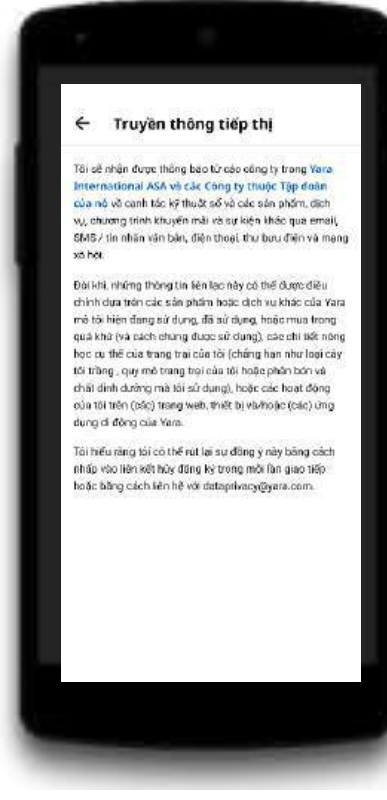 ← Truyền thông tiếp thị
Tôi sẽ nhận được thông báo từ các công ty trong Yara
International ASA và các Công ty thuộc Tập đoàn
của nó về canh tác kỹ thuật số và các sản phẩm, dịch
vụ, chương trình khuyến mãi và sự kiện khác qua email,
SMS / tin nhắn văn bản, điện thoại, thư bưu điện và mạng
xã hội.
Đôi khi, những thông tin liên lạc này có thể được điều
chỉnh dựa trên các sản phẩm hoặc dịch vụ khác của Yara
mà tôi hiện đang sử dụng, đã sử dụng, hoặc mua trong
quá khứ (và cách chúng được sử dụng), các chi tiết nông
học cụ thể của trang trại của tôi (chẳng hạn như loại cây
tôi trồng , quy mô trang trại của tôi hoặc phân bón và
chất dinh dưỡng mà tôi sử dụng), hoặc các hoạt động
của tôi trên (các) trang web, thiết bị và/hoặc (các) ứng
dụng di động của Yara.
Tôi hiểu rằng tôi có thể rút lại sự đồng ý này bằng cách
nhấp vào liên kết hủy đăng ký trong mỗi lần giao tiếp
hoặc bằng cách liên hệ với dataprivacy@yara.com.